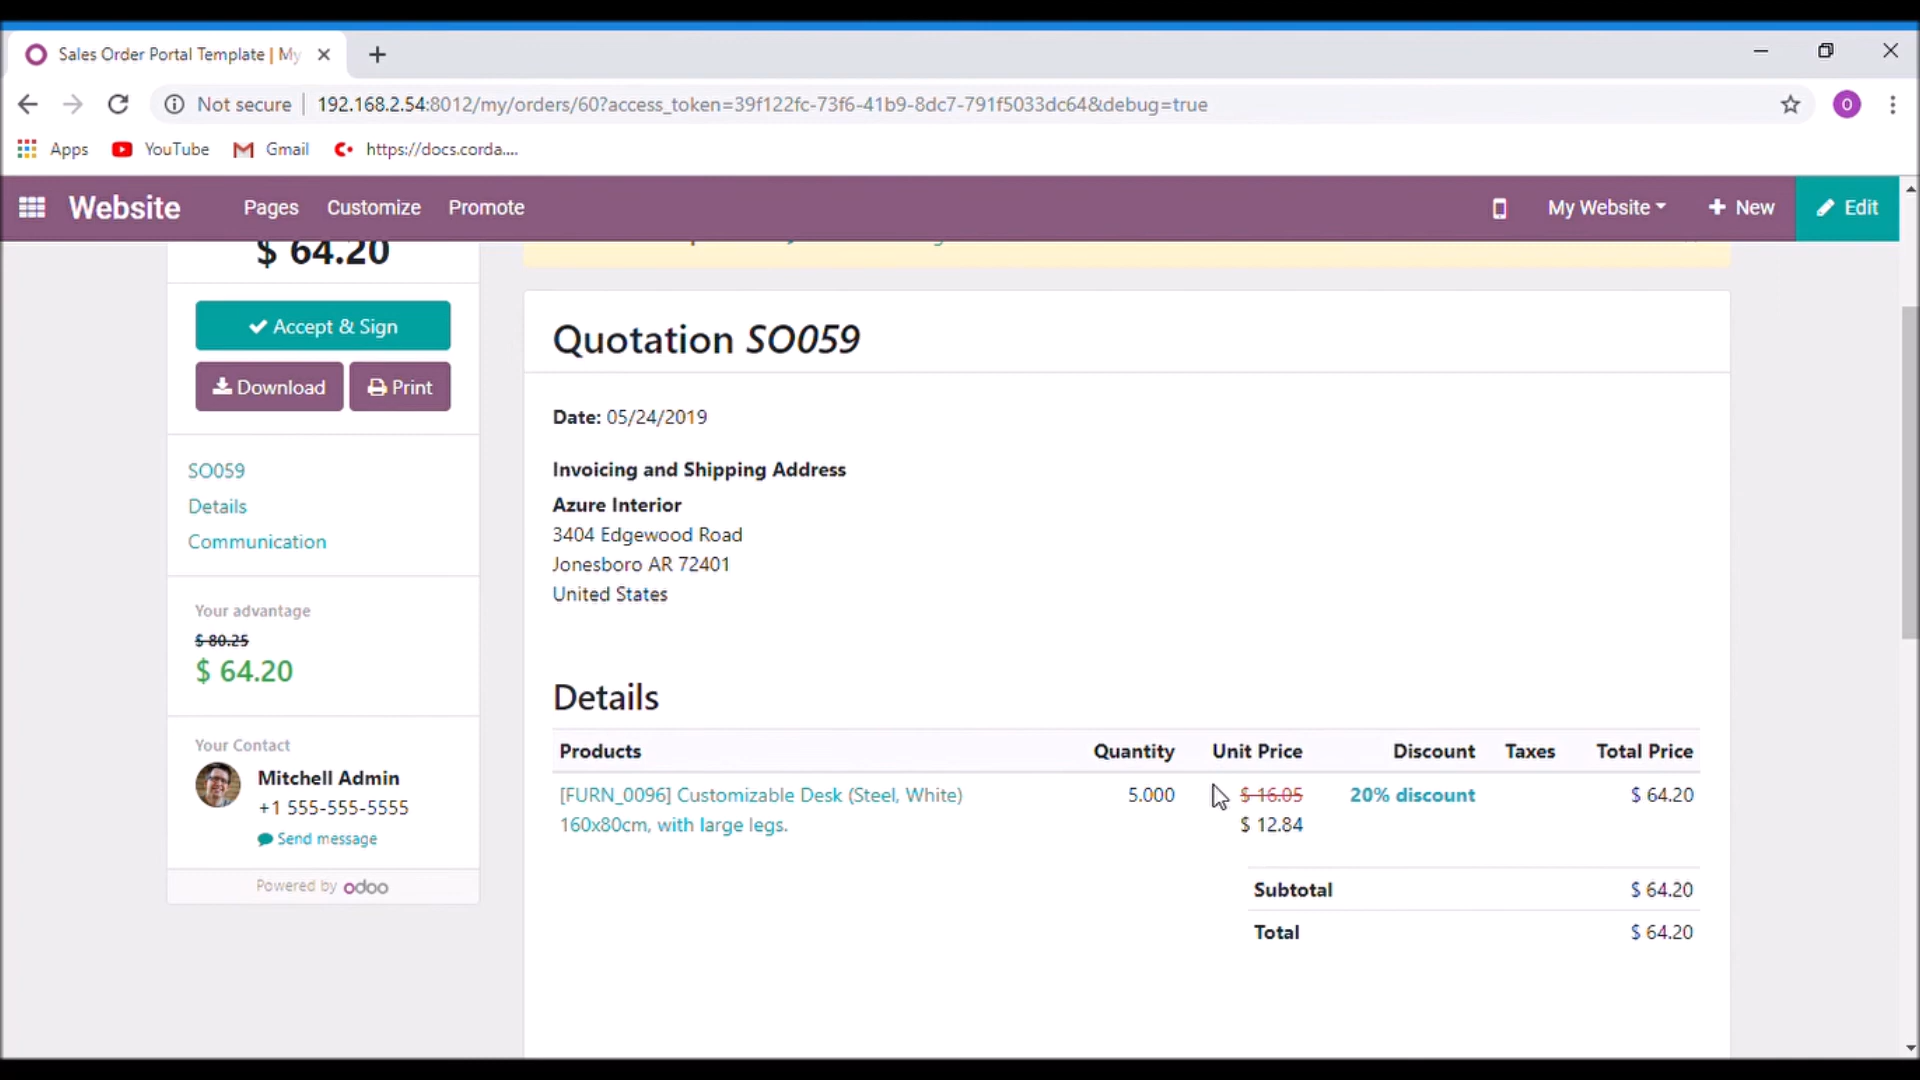 Sales Order Portal Template | My
Not secure 192.168.2.54:8012/my/orders/60?access_token=39f122fc-73f6-41b9-8dc7-791f5033dc64&debug=true O
Apps YouTube Gmail https://docs.corda....
Website Pages Customize Promote My Website + New Edit
$ 64.20
Accept & Sign
Download Print
SO059
Details
Communication
Your advantage
$ 80.25
$ 64.20
Your Contact
Mitchell Admin
+1 555-555-5555
Send message
Powered by odoo
Quotation SO059
Date: 05/24/2019
Invoicing and Shipping Address
Azure Interior
3404 Edgewood Road
Jonesboro AR 72401
United States
Details
Products Quantity Unit Price Discount Taxes Total Price
[FURN_0096] Customizable Desk (Steel, White) 5.000 $ 16.05 20% discount $ 64.20
160x80cm, with large legs. $ 12.84
Subtotal $ 64.20
Total $ 64.20